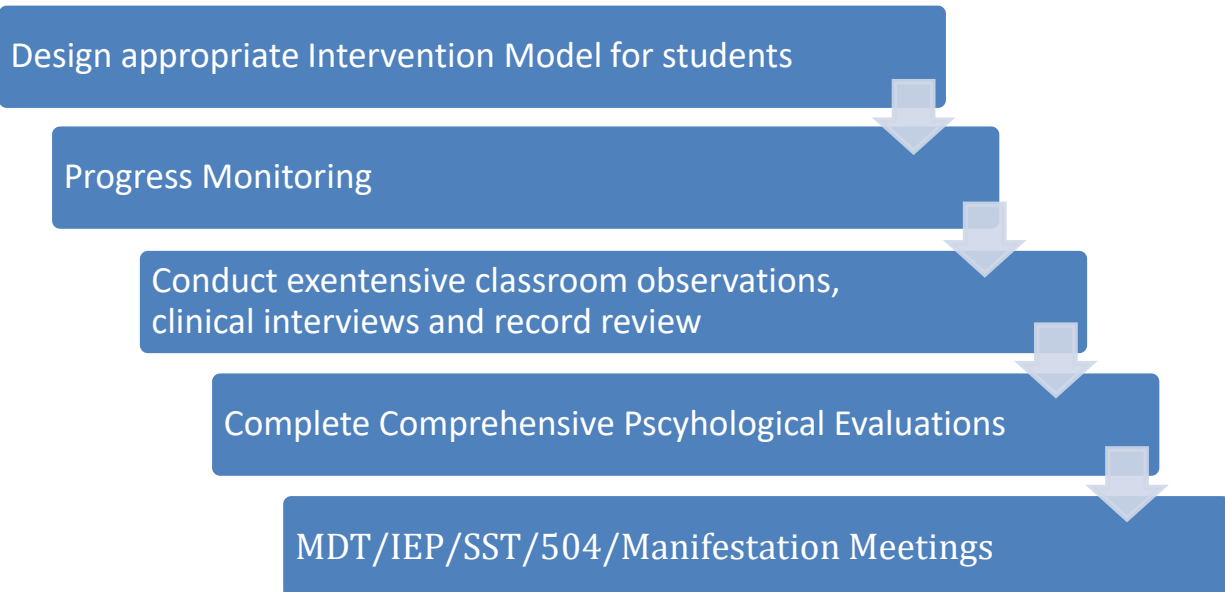 Design appropriate Intervention Model for students
Progress Monitoring
Conduct exentensive classroom observations,
clinical interviews and record review
Complete Comprehensive Pscyhological Evaluations
MDT/IEP/SST/504/Manifestation Meetings